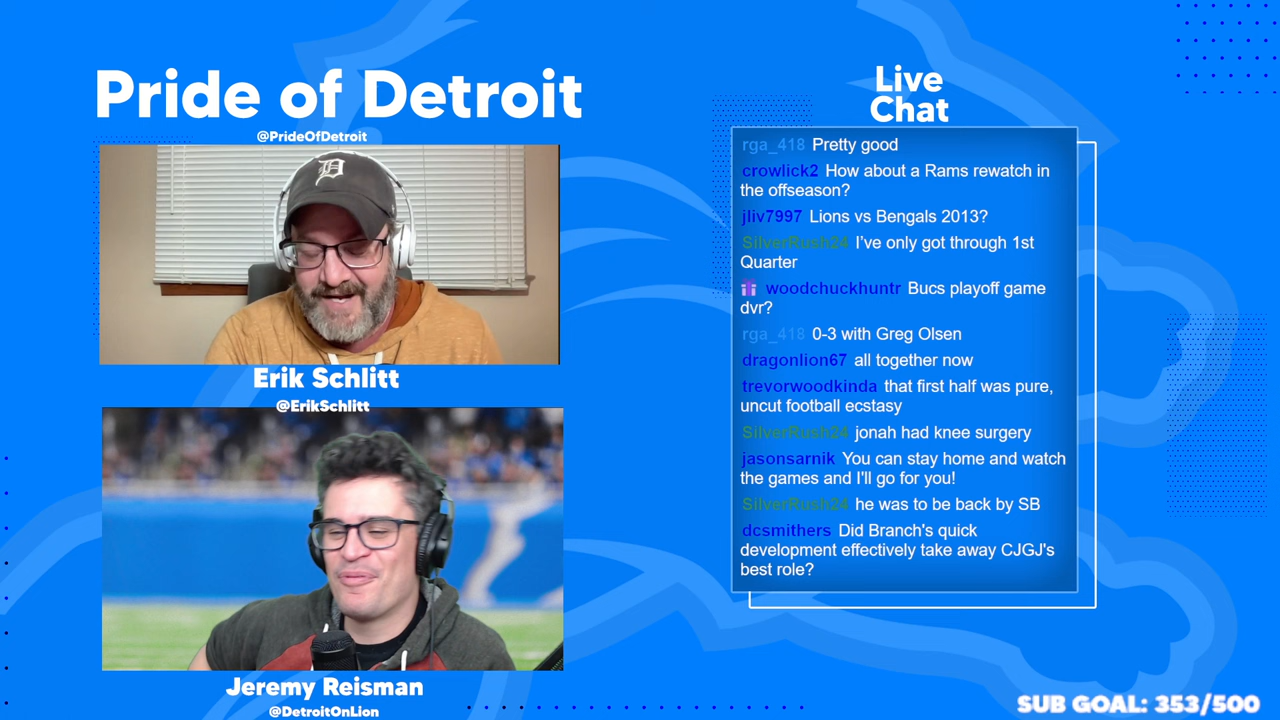 Pride of Detroit
@PrideOfDetroit
D
Erik Schlitt
@ErikSchlitt
Jeremy Reisman
@DetroitOnLion
Live
Chat
rga_418 Pretty good
crowlick2 How about a Rams rewatch in
the offseason?
jliv7997 Lions vs Bengals 2013?
SilverRush24 I've only got through 1st
Quarter
woodchuckhuntr Bucs playoff game
dvr?
rga_418 0-3 with Greg Olsen
dragonlion67 all together now
trevorwoodkinda that first half was pure,
uncut football ecstasy
SilverRush24 jonah had knee surgery
jasonsarnik You can stay home and watch
the games and I'll go for you!
SilverRush24 he was to be back by SB
dcsmithers Did Branch's quick
development effectively take away CJGJ's
best role?
SUB GOAL: 353/500